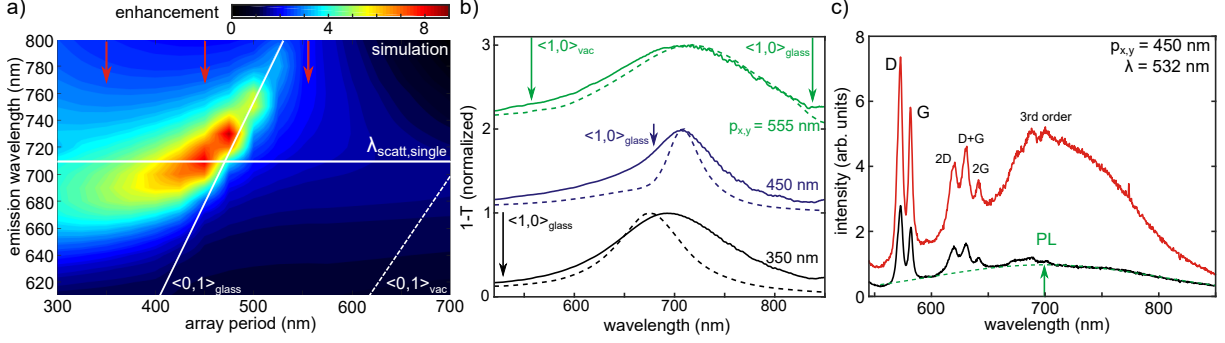 a)
enhancement
0 4 8
simulation
800
780
760
740
720
700
680
660
640
620
emission wavelength (nm)
λscatt,single
<0,1>glass
<0,1>vac
300 400 500 600 700
array period (nm)
b)
<1,0>vac
<1,0>glass
px,y = 555 nm
<1,0>glass
450 nm
<1,0>glass
350 nm
3
2
1
0
1-T (normalized)
600 700 800
wavelength (nm)
c)
px,y = 450 nm
λ = 532 nm
D
G
2D
D+G
2G
3rd order
PL
intensity (arb. units)
600 700 800
wavelength (nm)